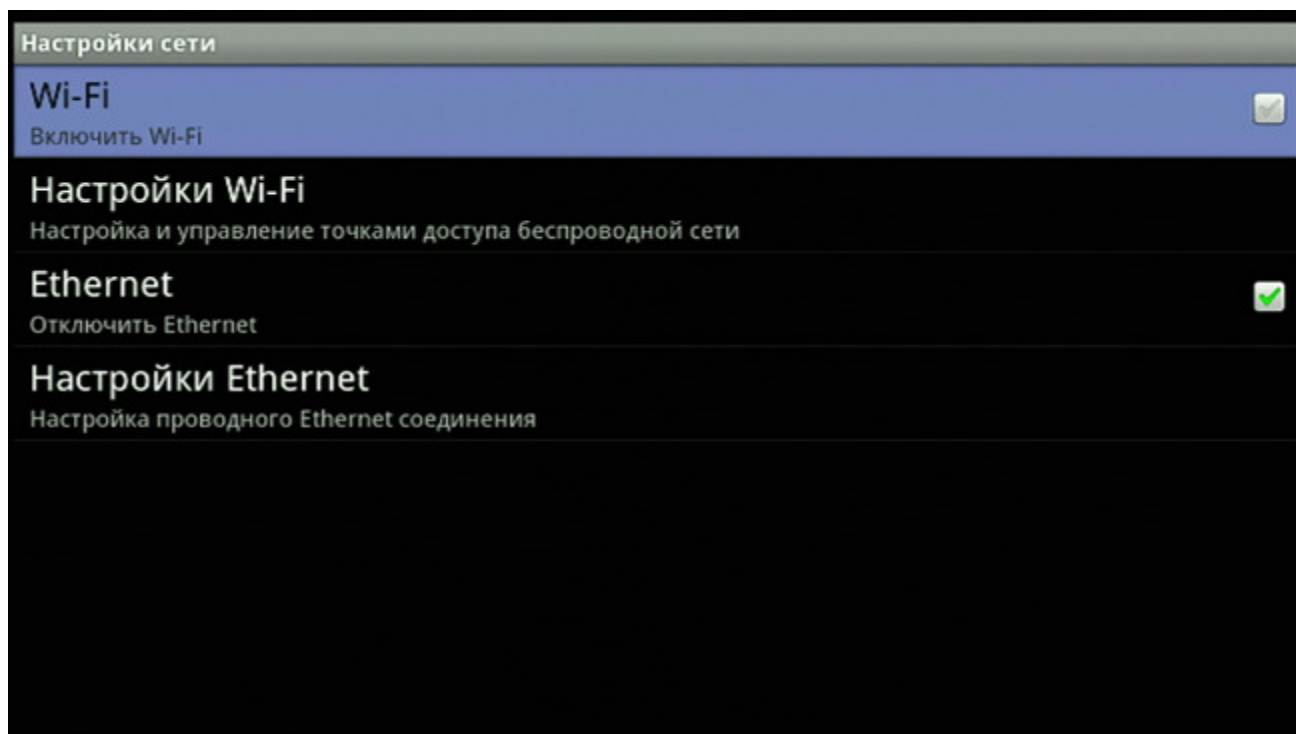 Настройки сети
Wi-Fi
Включить Wi-Fi
Настройки Wi-Fi
Настройка и управление точками доступа беспроводной сети
Ethernet
Отключить Ethernet
Настройки Ethernet
Настройка проводного Ethernet соединения